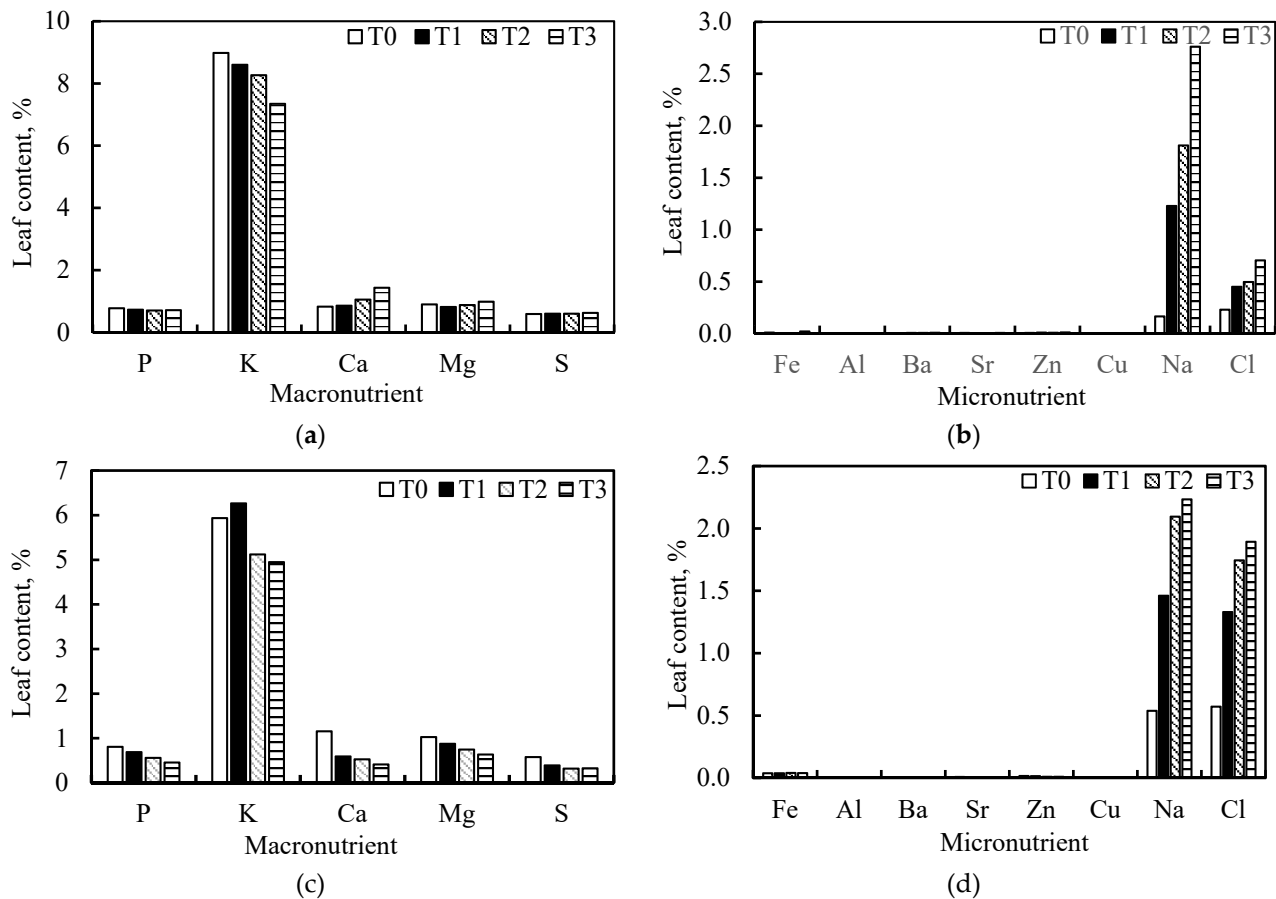 10
8
6
4
2
0
Leaf content, %
T0 T1 T2 T3
P K Ca Mg S
Macronutrient
(a)
3.0
2.5
2.0
1.5
1.0
0.5
0.0
Leaf content, %
T0 T1 T2 T3
Fe Al Ba Sr Zn Cu Na Cl
Micronutrient
(b)
7
6
5
4
3
2
1
0
Leaf content, %
T0 T1 T2 T3
P K Ca Mg S
Macronutrient
(c)
2.5
2.0
1.5
1.0
0.5
0.0
Leaf content, %
T0 T1 T2 T3
Fe Al Ba Sr Zn Cu Na Cl
Micronutrient
(d)